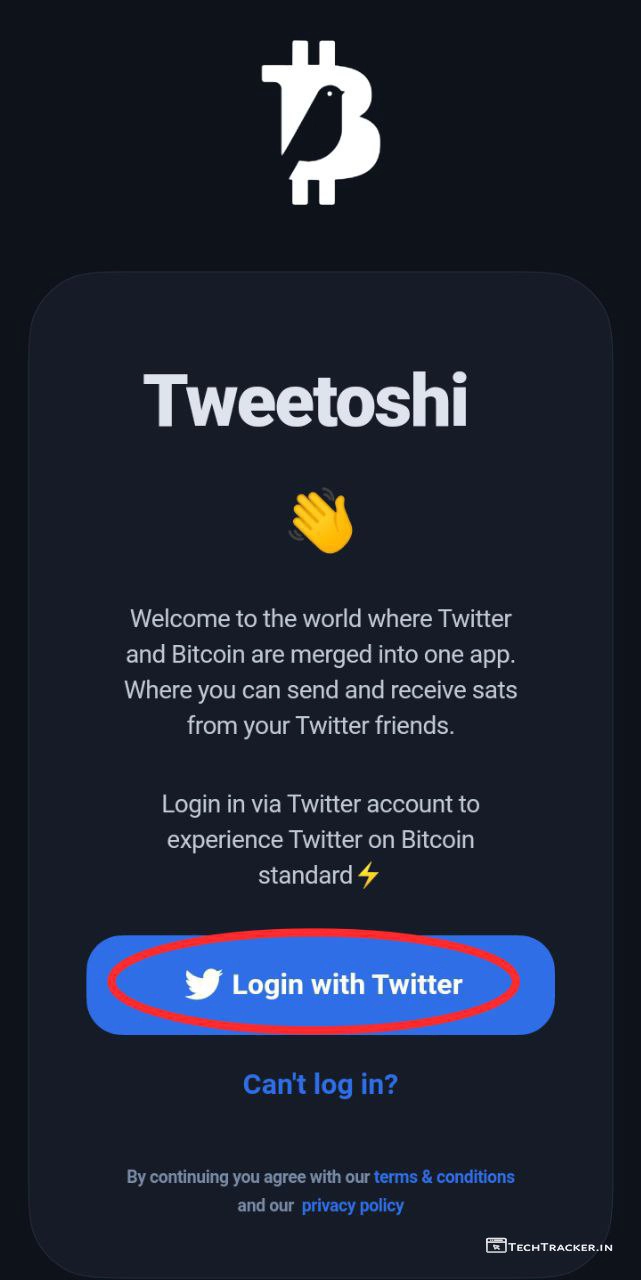 Tweetoshi
Welcome to the world where Twitter
and Bitcoin are merged into one app.
Where you can send and receive sats
from your Twitter friends.
Login in via Twitter account to
experience Twitter on Bitcoin
standard⚡
Login with Twitter
Can't log in?
By continuing you agree with our terms & conditions
and our privacy policy
TECHTRACKER.IN